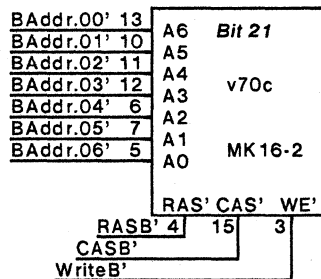 BAddr.00' 13 A6 Bit 21
BAddr.01' 10 A5
BAddr.02' 11 A4 v70c
BAddr.03' 12 A3
BAddr.04' 6 A2
BAddr.05' 7 A1 MK16-2
BAddr.06' 5 A0
RAS' CAS' WE'
RASB' 4 15 3
CASB'
WriteB'